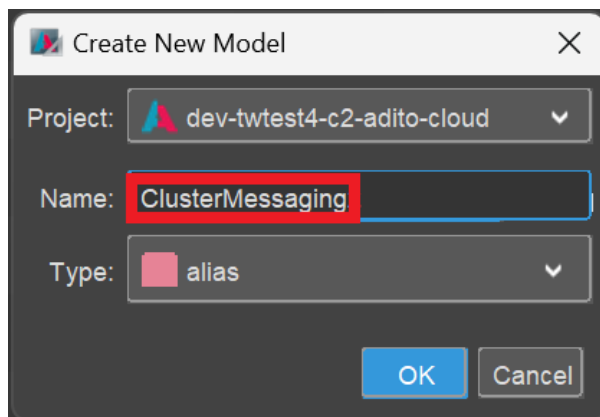 Create New Model
Project: dev-twtest4-c2-adito-cloud
Name: ClusterMessaging
Type: alias
OK Cancel